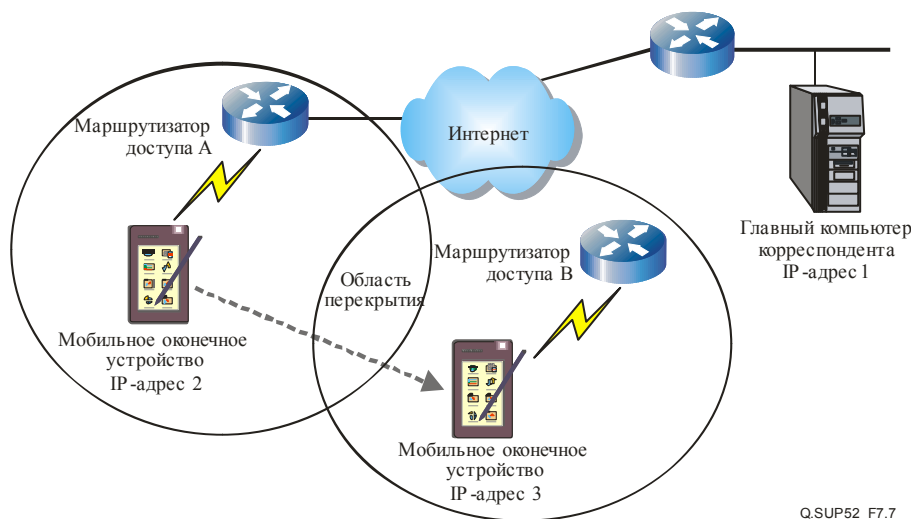 Маршрутизатор
доступа A
Интернет
Главный компьютер
корреспондента
IP-адрес 1
Маршрутизатор
доступа B
Область
перекрытия
Мобильное оконечное
устройство
IP-адрес 2
Мобильное оконечное
устройство
IP-адрес 3
Q.SUP52 F7.7